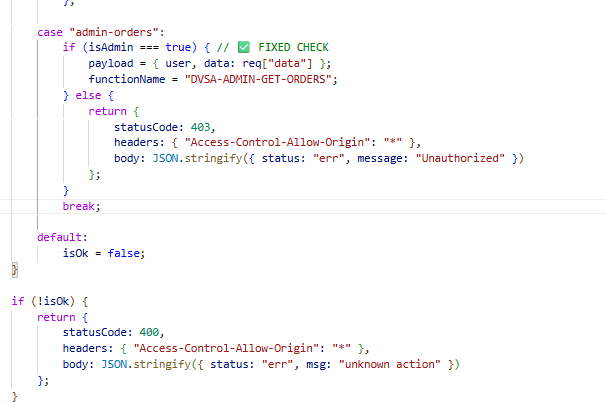 },
case "admin-orders":
if (isAdmin === true) { // ✅ FIXED CHECK
payload = { user, data: req["data"] };
functionName = "DVSA-ADMIN-GET-ORDERS";
} else {
return {
statusCode: 403,
headers: { "Access-Control-Allow-Origin": "*" },
body: JSON.stringify({ status: "err", message: "Unauthorized" })
};
}
break;
default:
isOk = false;
}
if (!isOk) {
return {
statusCode: 400,
headers: { "Access-Control-Allow-Origin": "*" },
body: JSON.stringify({ status: "err", msg: "unknown action" })
};
}